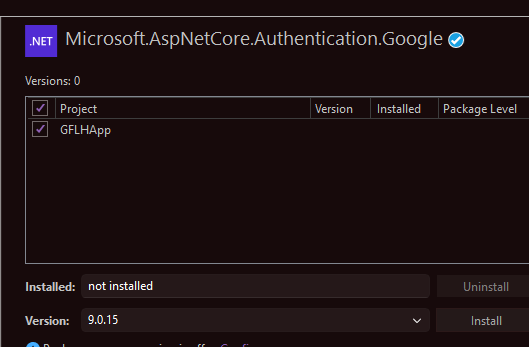 .NET Microsoft.AspNetCore.Authentication.Google
Versions: 0
Project Version Installed Package Level
GFLHApp
Installed: not installed Uninstall
Version: 9.0.15 Install